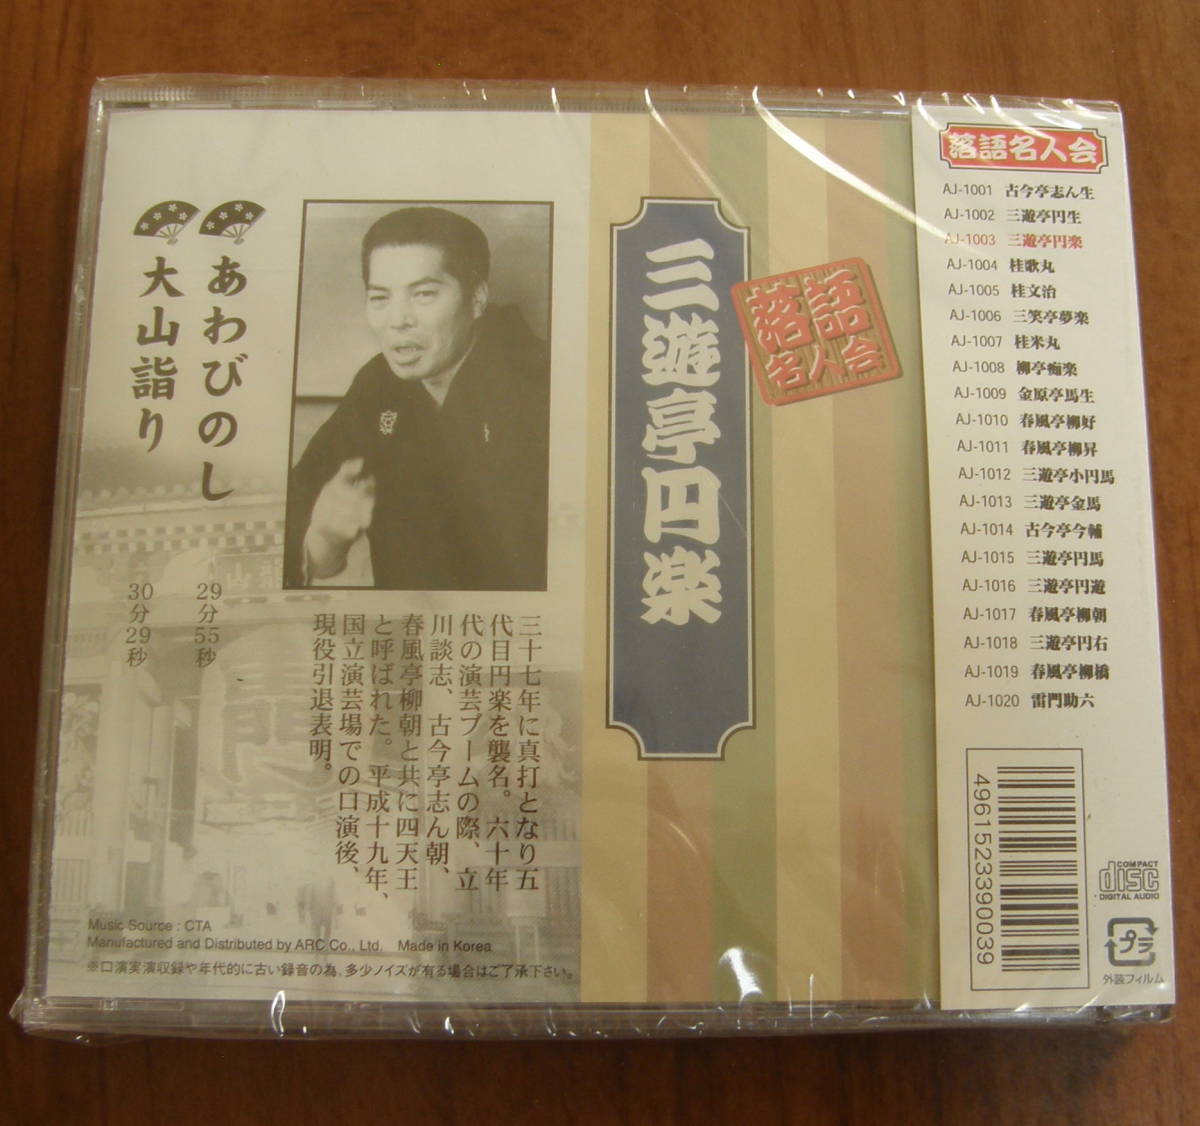 あわびのし
29分55秒
大山詣り
30分29秒
三十七年に真打となり五
代目円楽を襲名。六十年
代の演芸ブームの際、立
川談志、古今亭志ん朝、
春風亭柳朝と共に四天王
と呼ばれた。平成十九年、
国立演芸場での口演後、
現役引退表明。
Music Source : CTA
Manufactured and Distributed by ARC Co., Ltd. Made in Korea
※口演実演収録や年代的に古い録音の為、多少ノイズが有る場合はご了承下さい。
三遊亭円楽
落語
名人会
落語名人会
AJ-1001 古今亭志ん生
AJ-1002 三遊亭円生
AJ-1003 三遊亭円楽
AJ-1004 桂歌丸
AJ-1005 桂文治
AJ-1006 三笑亭夢楽
AJ-1007 桂米丸
AJ-1008 柳亭痴楽
AJ-1009 金原亭馬生
AJ-1010 春風亭柳好
AJ-1011 春風亭柳昇
AJ-1012 三遊亭小円馬
AJ-1013 三遊亭金馬
AJ-1014 古今亭今輔
AJ-1015 三遊亭円馬
AJ-1016 三遊亭円遊
AJ-1017 春風亭柳朝
AJ-1018 三遊亭円右
AJ-1019 春風亭柳橋
AJ-1020 雷門助六
4961523390039
COMPACT
disc
DIGITAL AUDIO
プラ
外装フィルム